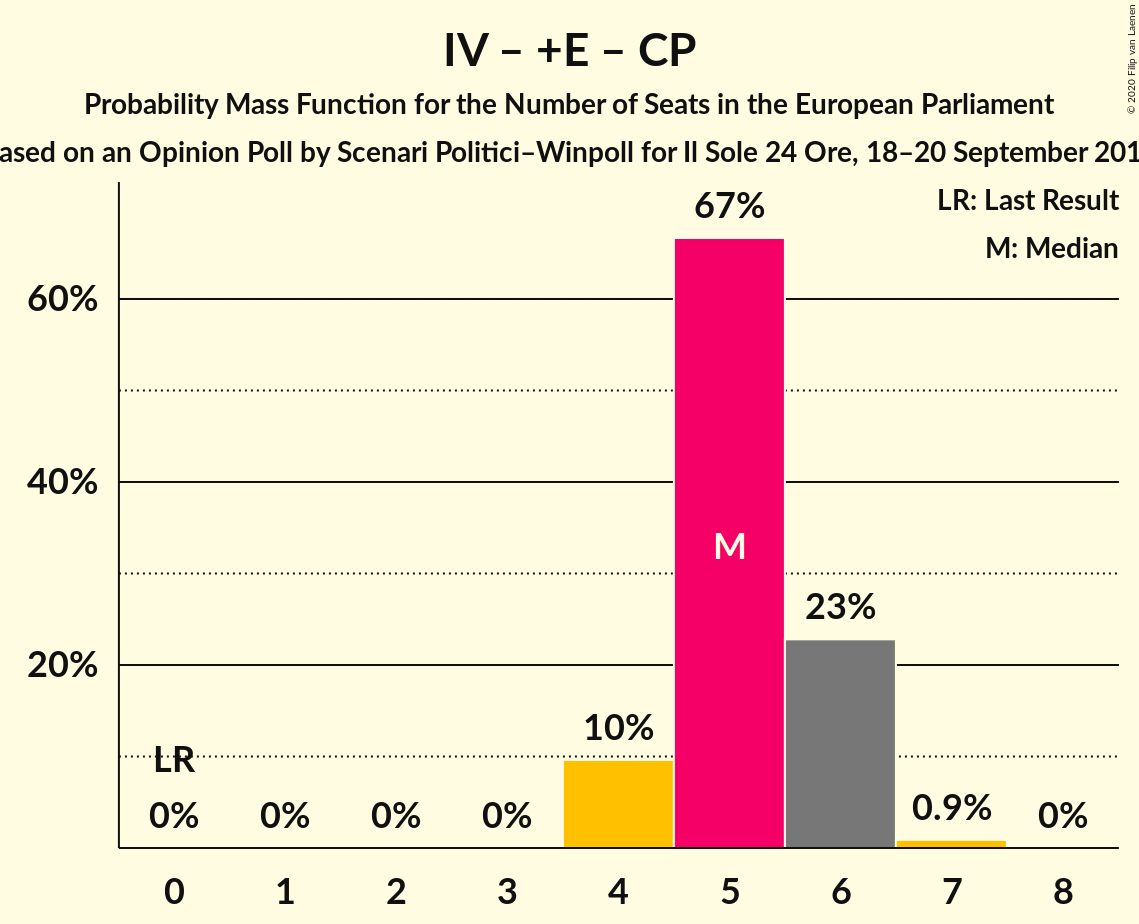 IV – +E – CP
Probability Mass Function for the Number of Seats in the European Parliament
ased on an Opinion Poll by Scenari Politici–Winpoll for Il Sole 24 Ore, 18–20 September 201
© 2020 Filip van Laenen
LR: Last Result
M: Median
67%
60%
40%
M
23%
20%
10%
LR
0%
0%
0%
0%
0.9%
0%
0
1
2
3
4
5
6
7
8